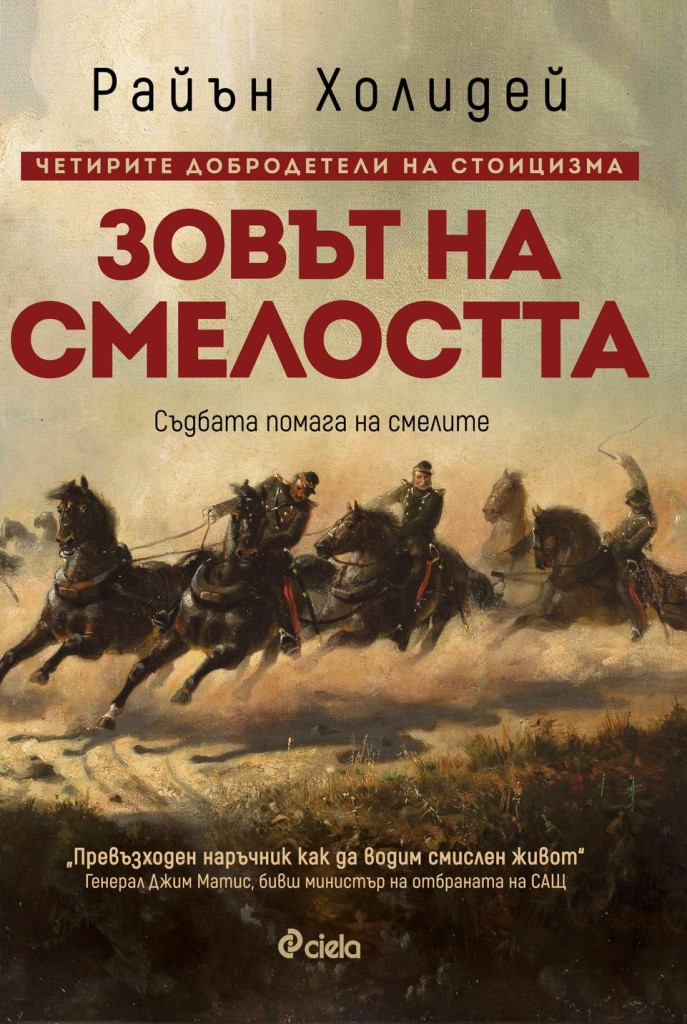 Райън Холидей
ЧЕТИРИТЕ ДОБРОДЕТЕЛИ НА СТОИЦИЗМА
ЗОВЪТ НА
СМЕЛОСТТА
Съдбата помага на смелите
„Превъзходен наръчник как да водим смислен живот“
Генерал Джим Матис, бивш министър на отбраната на САЩ
ciela